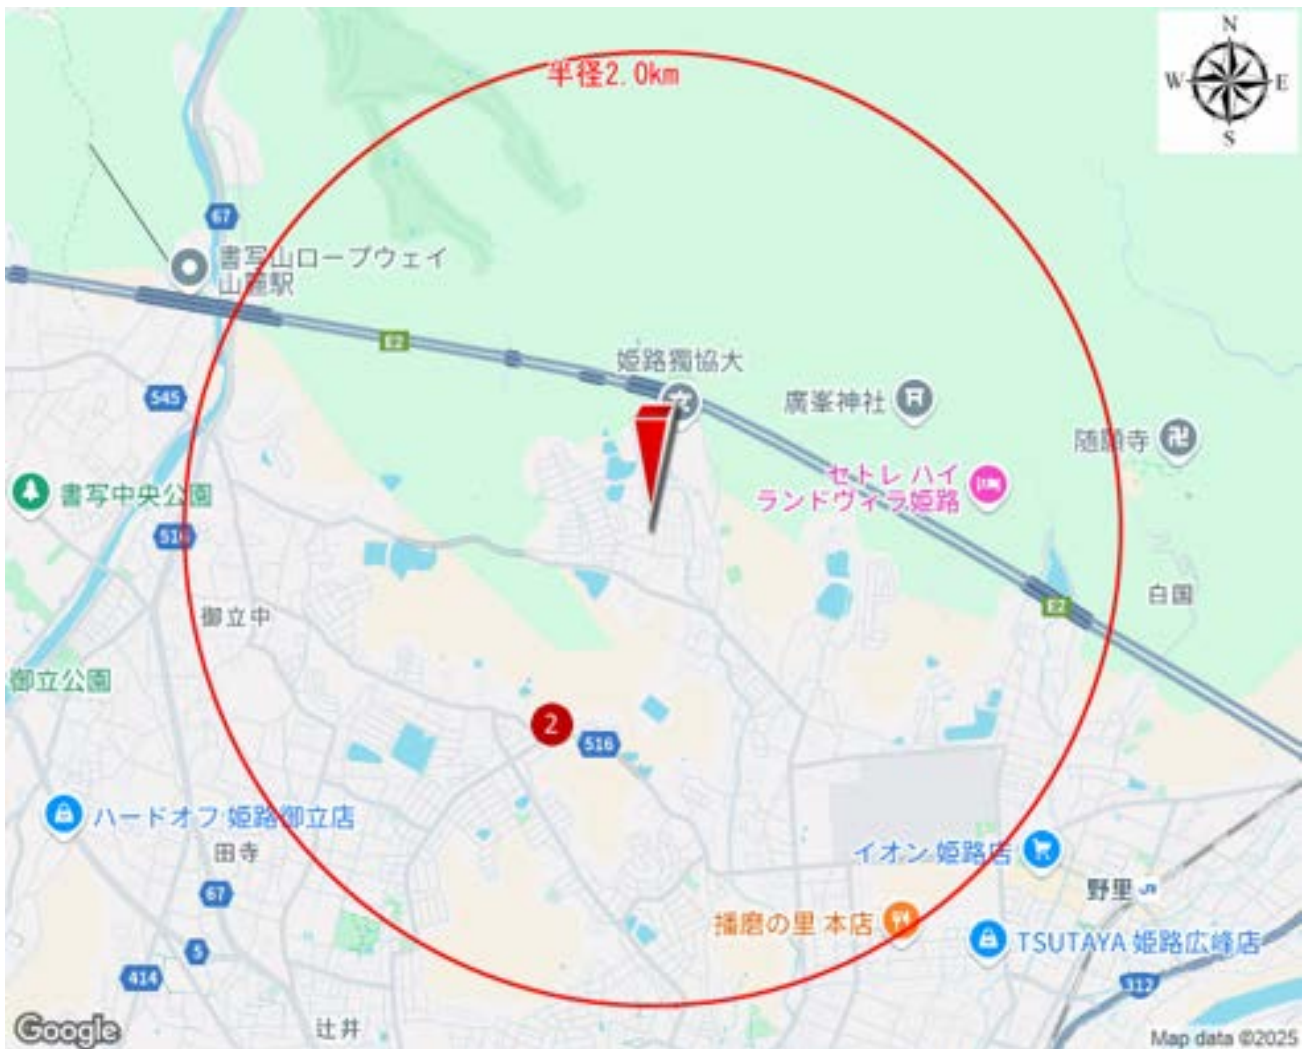 半径2.0km
N
W
E
S
67
書写山ロープウェイ
山麓駅
E2
姫路獨協大
545
廣峯神社
随願寺
セトレ ハイ
ランドヴィラ姫路
書写中央公園
516
御立中
E2
白国
御立公園
2
516
ハードオフ 姫路御立店
田寺
イオン 姫路店
67
野里
JR
播磨の里 本店
TSUTAYA 姫路広峰店
5
414
312
辻井
Google
Map data ©2025